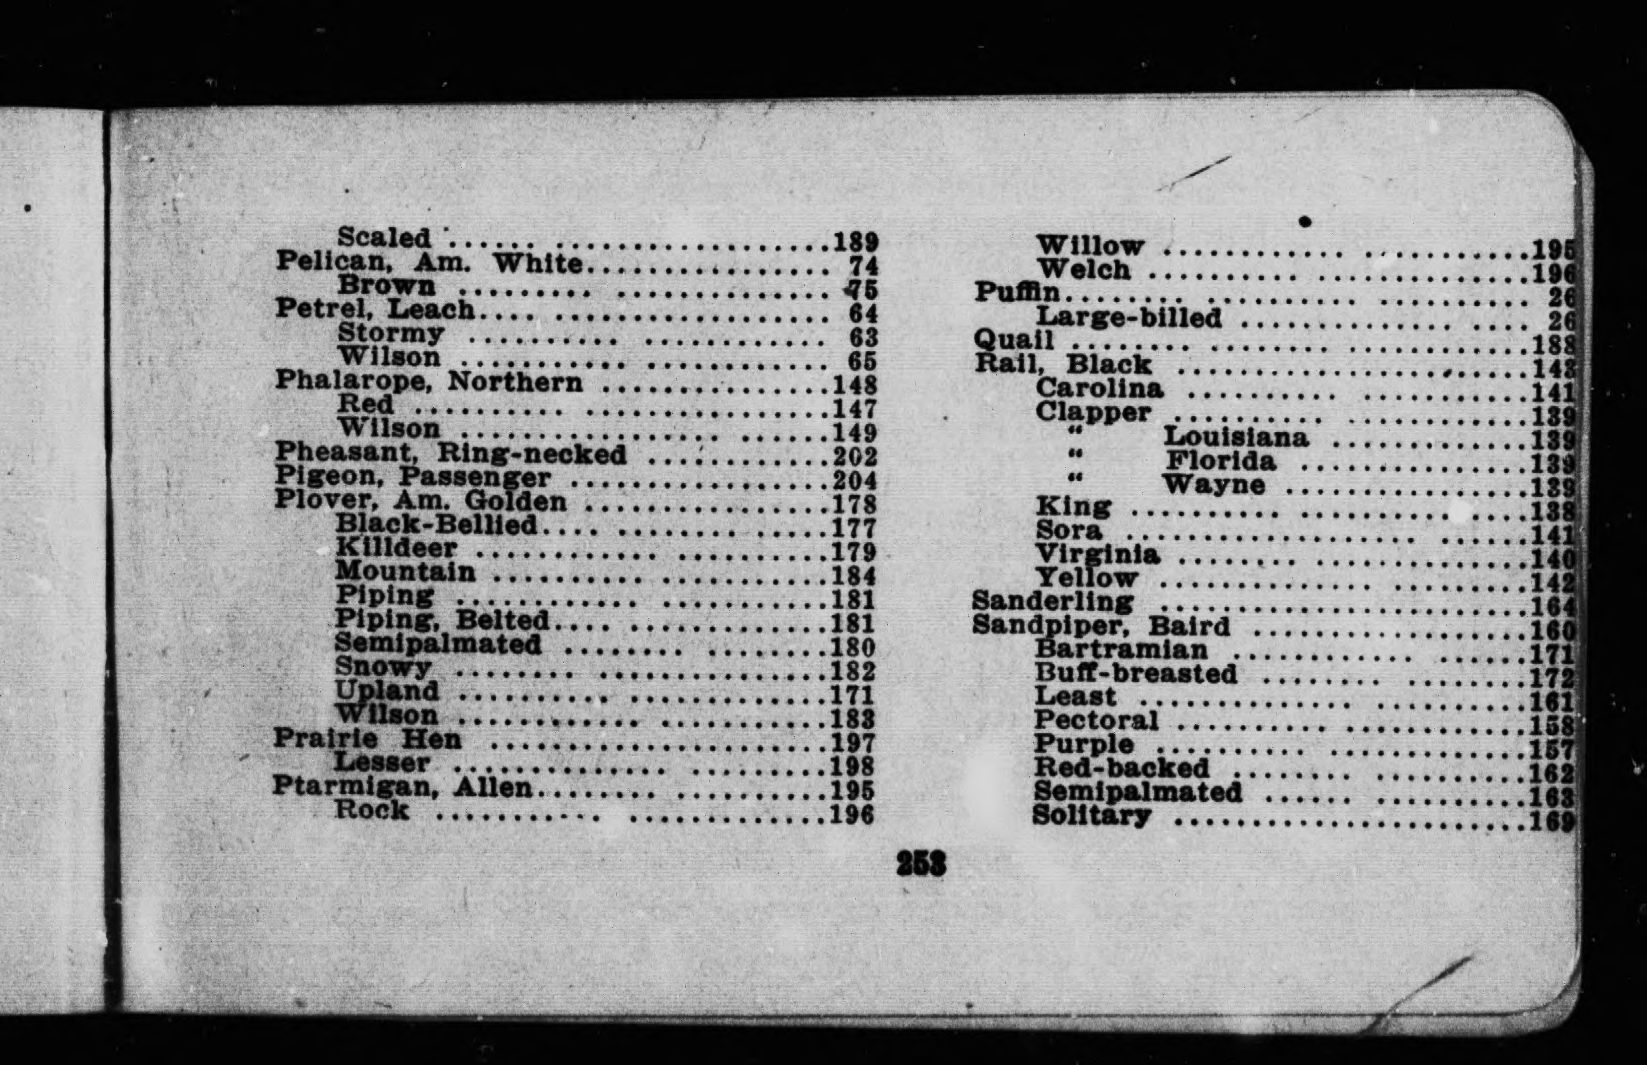 Scaled ........................189
Pelican, Am. White................ 74
Brown ........................ 75
Petrel, Leach....................... 64
Stormy ...................... 63
Wilson ...................... 65
Phalarope, Northern ...............148
Red ..........................147
Wilson .......................149
Pheasant, Ring-necked ............202
Pigeon, Passenger .................204
Plover, Am. Golden ................178
Black-Bellied...................177
Killdeer .......................179
Mountain ......................184
Piping ........................181
Piping, Belted..................181
Semipalmated ................180
Snowy .......................182
Upland .......................171
Wilson .......................183
Prairie Hen ......................197
Lesser .......................198
Ptarmigan, Allen..................195
Rock ........................196
Willow .......................195
Welch ........................196
Puffin............................ 26
Large-billed .................. 26
Quail ............................188
Rail, Black .......................143
Carolina .....................141
Clapper ......................139
“ Louisiana .............139
“ Florida ...............139
“ Wayne ................139
King .........................138
Sora .........................141
Virginia ......................140
Yellow .......................142
Sanderling ........................164
Sandpiper, Baird ..................160
Bartramian ...................171
Buff-breasted .................172
Least ........................161
Pectoral ......................158
Purple .......................157
Red-backed ..................162
Semipalmated ................163
Solitary .......................169
253